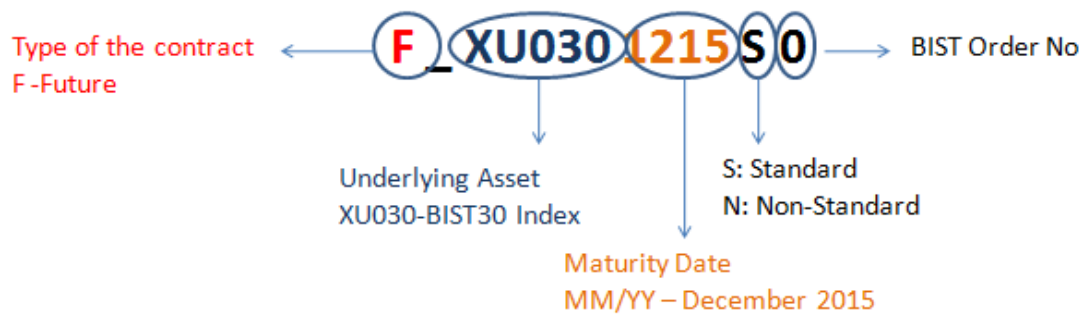 F_XU0301215S0
Type of the contract
F-Future
BIST Order No
Underlying Asset
XU030-BIST30 Index
S: Standard
N: Non-Standard
Maturity Date
MM/YY – December 2015